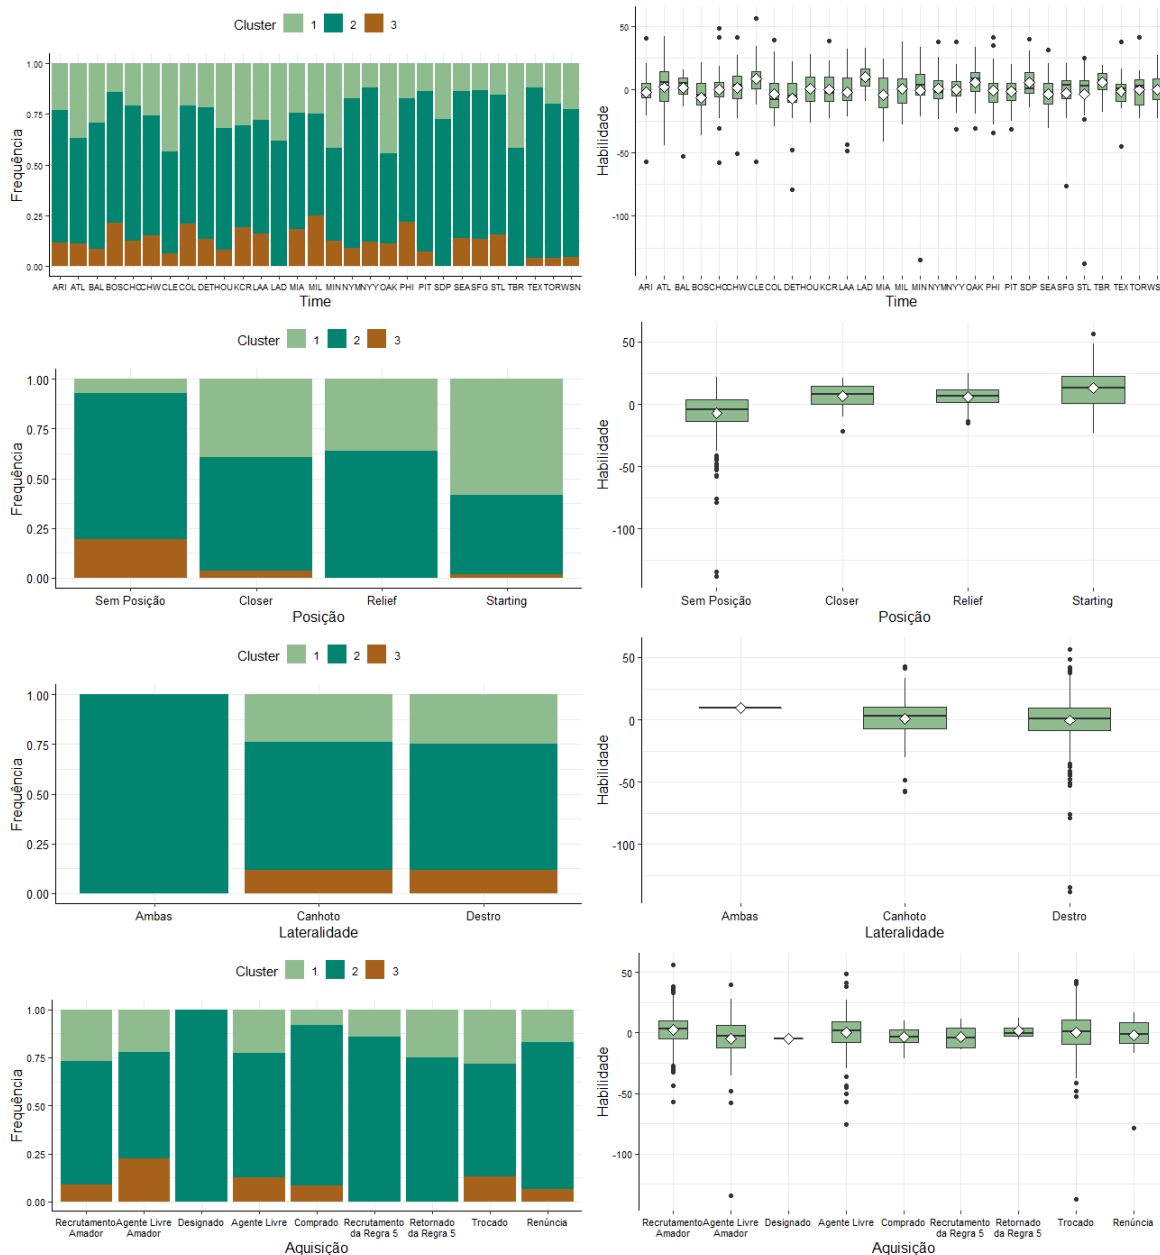 Cluster 1 2 3
1.00
0.75
0.50
0.25
0.00
Frequência
ARI ATL BAL BOS CHC CHW CLE COL DET HOU KCR LAA LAD MIA MIL MIN NYM NYY OAK PHI PIT SDP SEA SFG STL TBR TEX TOR WSN
Time
50
0
-50
-100
Habilidade
ARI ATL BAL BOS CHC CHW CLE COL DET HOU KCR LAA LAD MIA MIL MIN NYM NYY OAK PHI PIT SDP SEA SFG STL TBR TEX TOR WS
Time
Cluster 1 2 3
1.00
0.75
0.50
0.25
0.00
Frequência
Sem Posição Closer Relief Starting
Posição
50
0
-50
-100
Habilidade
Sem Posição Closer Relief Starting
Posição
Cluster 1 2 3
1.00
0.75
0.50
0.25
0.00
Frequência
Ambas Canhoto Destro
Lateralidade
50
0
-50
-100
Habilidade
Ambas Canhoto Destro
Lateralidade
Cluster 1 2 3
1.00
0.75
0.50
0.25
0.00
Frequência
Recrutamento Agente Livre Designado Agente Livre Comprado Recrutamento Retornado Trocado Renúncia
Amador Amador da Regra 5 da Regra 5
Aquisição
50
0
-50
-100
Habilidade
Recrutamento Agente Livre Designado Agente Livre Comprado Recrutamento Retornado Trocado Renúncia
Amador Amador da Regra 5 da Regra 5
Aquisição